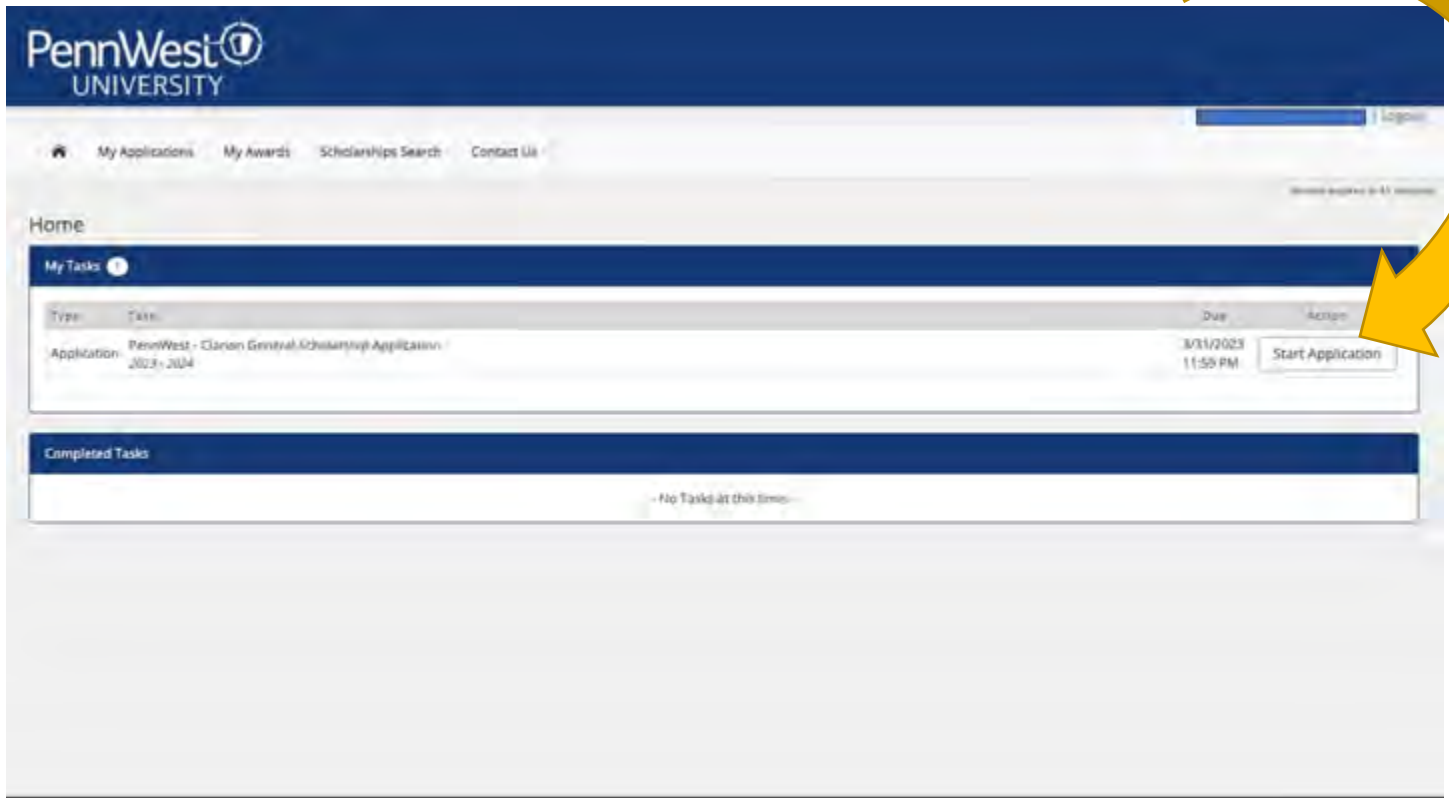 PennWest
UNIVERSITY
Logout
My Applications My Awards Scholarships Search Contact Us
Home
My Tasks 1
Type Task Due Action
Application PennWest - Clarion General Scholarship Application 3/31/2023 Start Application
2023 - 2024 11:59 PM
Completed Tasks
- No Tasks at this time. -